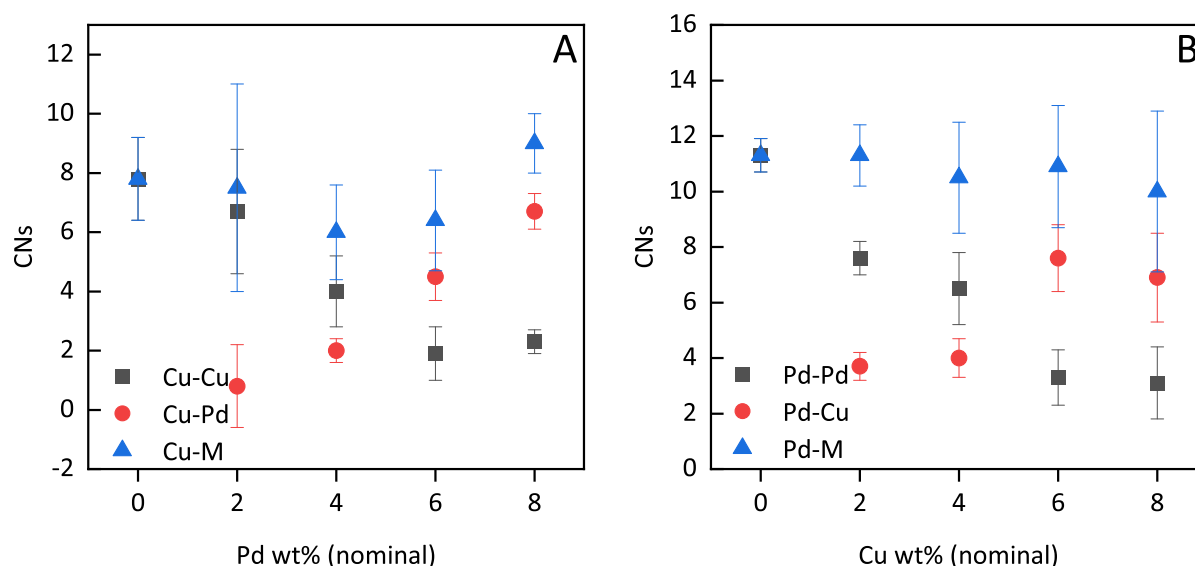 A
12
10
8
6
4
2
0
-2
CNs
Cu-Cu
Cu-Pd
Cu-M
0 2 4 6 8
Pd wt% (nominal)
B
16
14
12
10
8
6
4
2
0
CNs
Pd-Pd
Pd-Cu
Pd-M
0 2 4 6 8
Cu wt% (nominal)